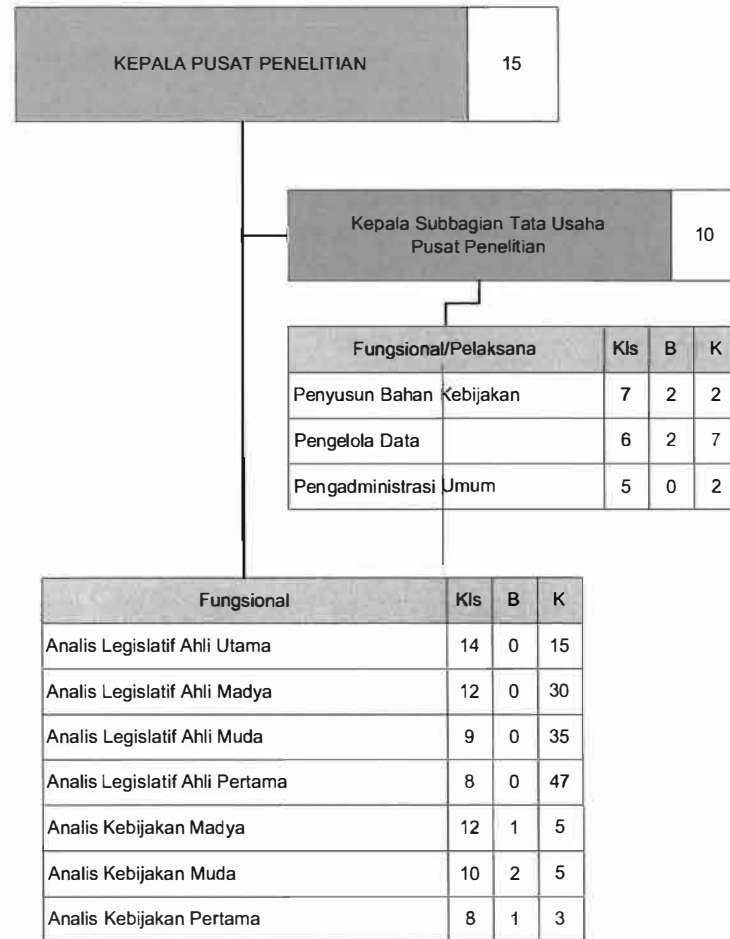 KEPALA PUSAT PENELITIAN 15
Kepala Subbagian Tata Usaha
Pusat Penelitian 10
Fungsional/Pelaksana Kls B K
Penyusun Bahan Kebijakan 7 2 2
Pengelola Data 6 2 7
Pengadministrasi Umum 5 0 2
Fungsional Kls B K
Analis Legislatif Ahli Utama 14 0 15
Analis Legislatif Ahli Madya 12 0 30
Analis Legislatif Ahli Muda 9 0 35
Analis Legislatif Ahli Pertama 8 0 47
Analis Kebijakan Madya 12 1 5
Analis Kebijakan Muda 10 2 5
Analis Kebijakan Pertama 8 1 3